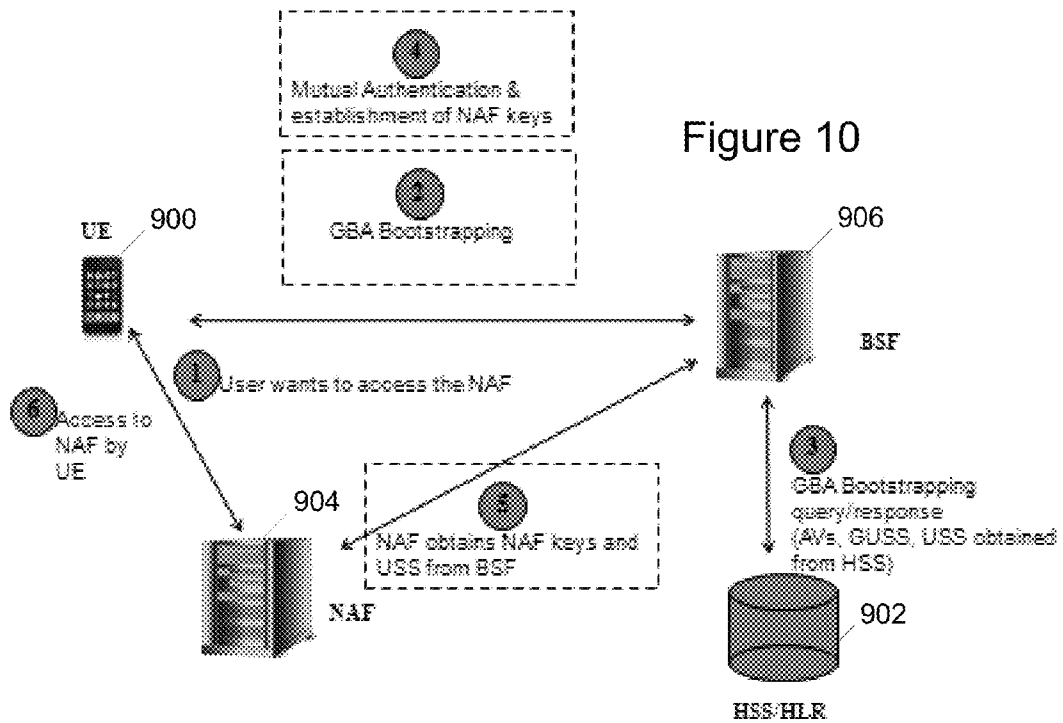 4
Mutual Authentication &
establishment of NAF keys
Figure 10
2
GBA Bootstrapping
UE
900
906
BSF
1
User wants to access the NAF
6
Access to
NAF by
UE
3
GBA Bootstrapping
query/response
(AVs, GUSS, USS obtained
from HSS)
904
5
NAF obtains NAF keys and
USS from BSF
NAF
902
HSS/HLR